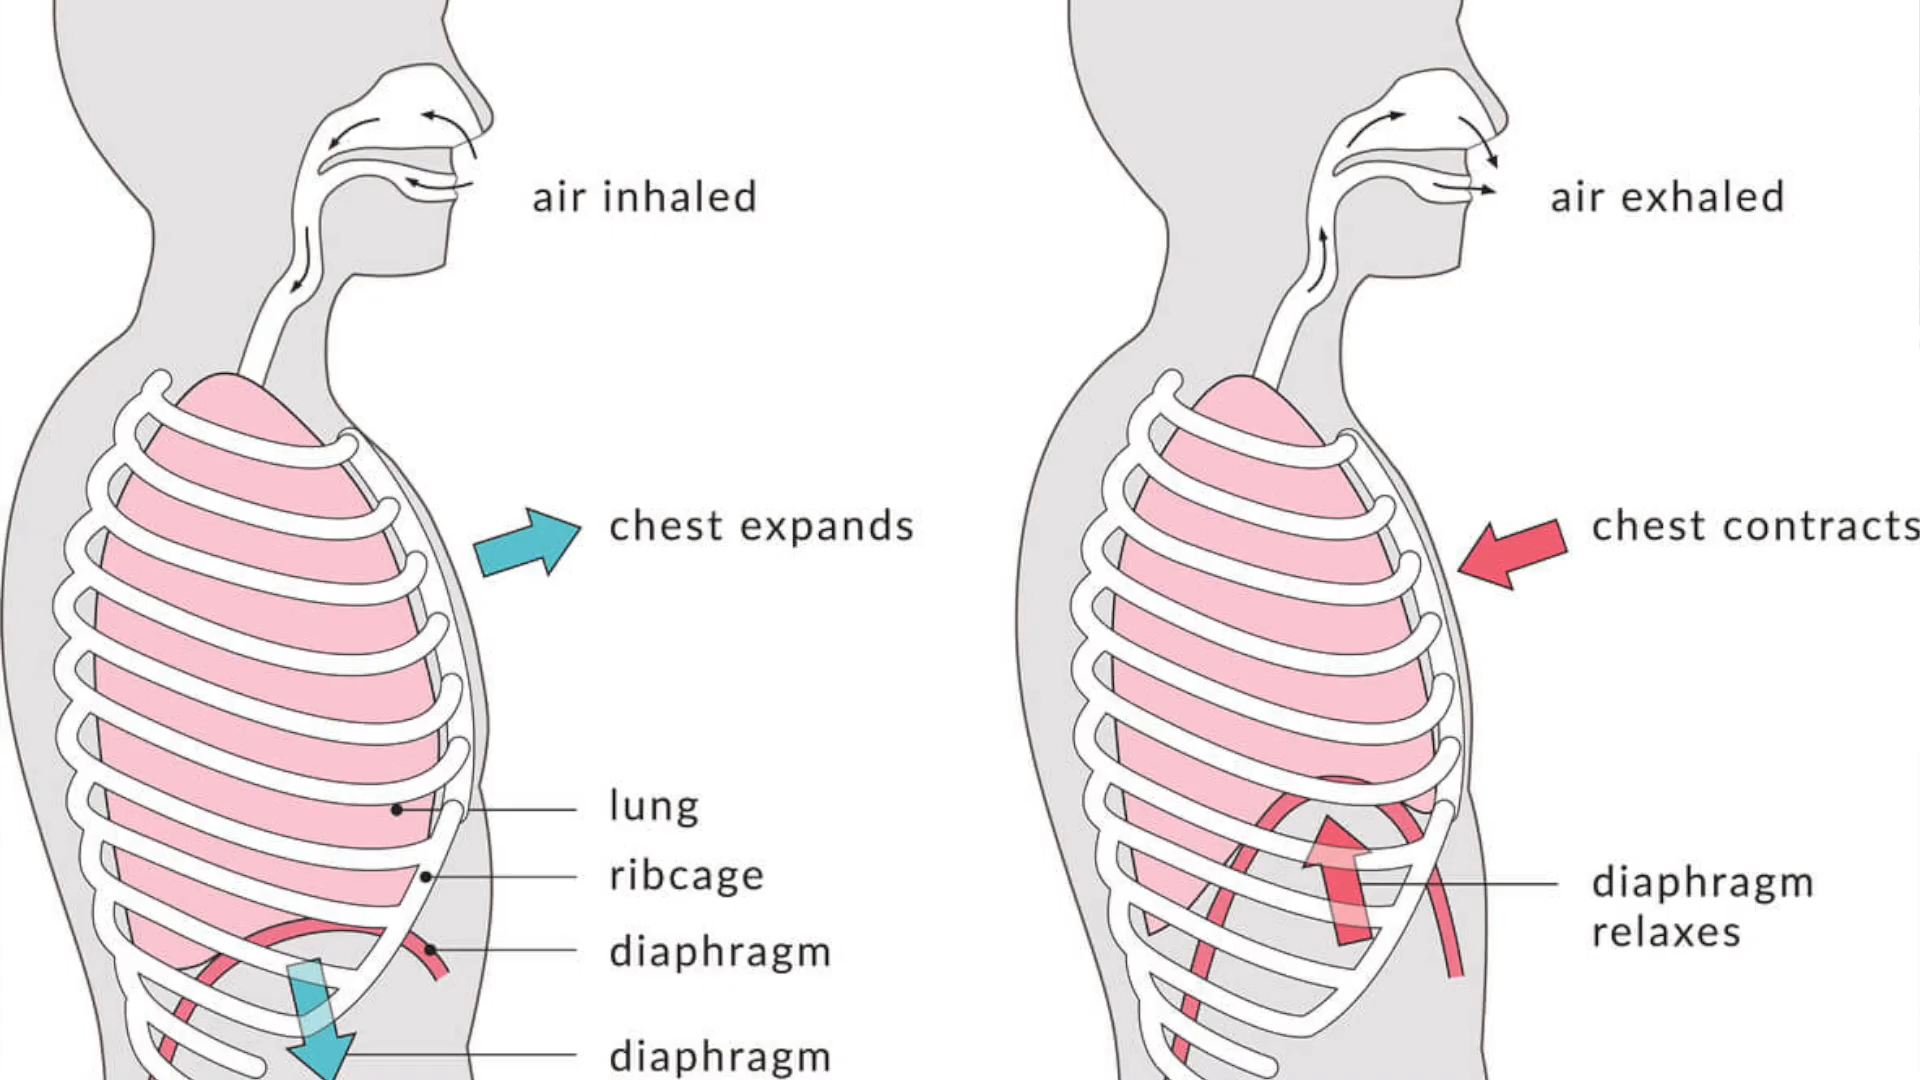 air inhaled
chest expands
lung
ribcage
diaphragm
diaphragm
air exhaled
chest contracts
diaphragm
relaxes